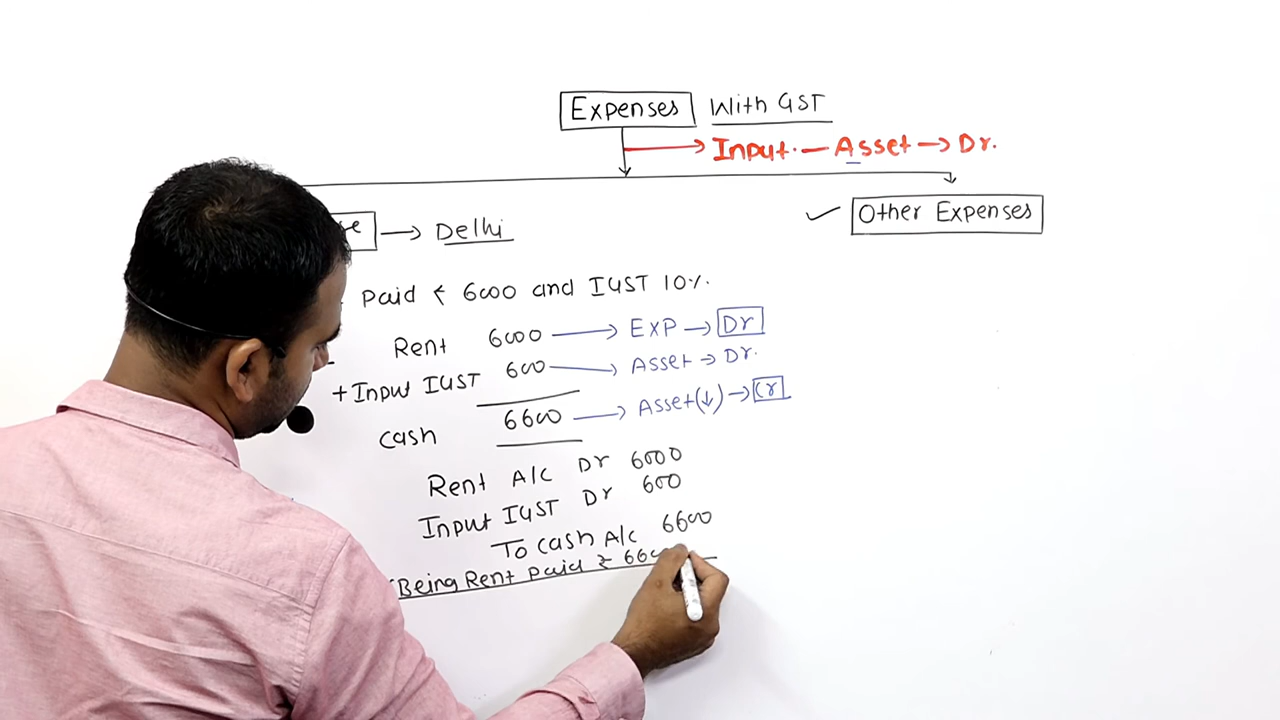 Expenses With GST
Input. — Asset → Dr.
→ Delhi
Other Expenses
Paid ₹ 6000 and IGST 10%.
Rent 6000 → EXP → Dr
+ Input IGST 600 → Asset → Dr.
Cash 6600 → Asset(↓) → Cr
Rent A/c Dr 6000
Input IGST Dr 600
To Cash A/c 6600
(Being Rent Paid ₹